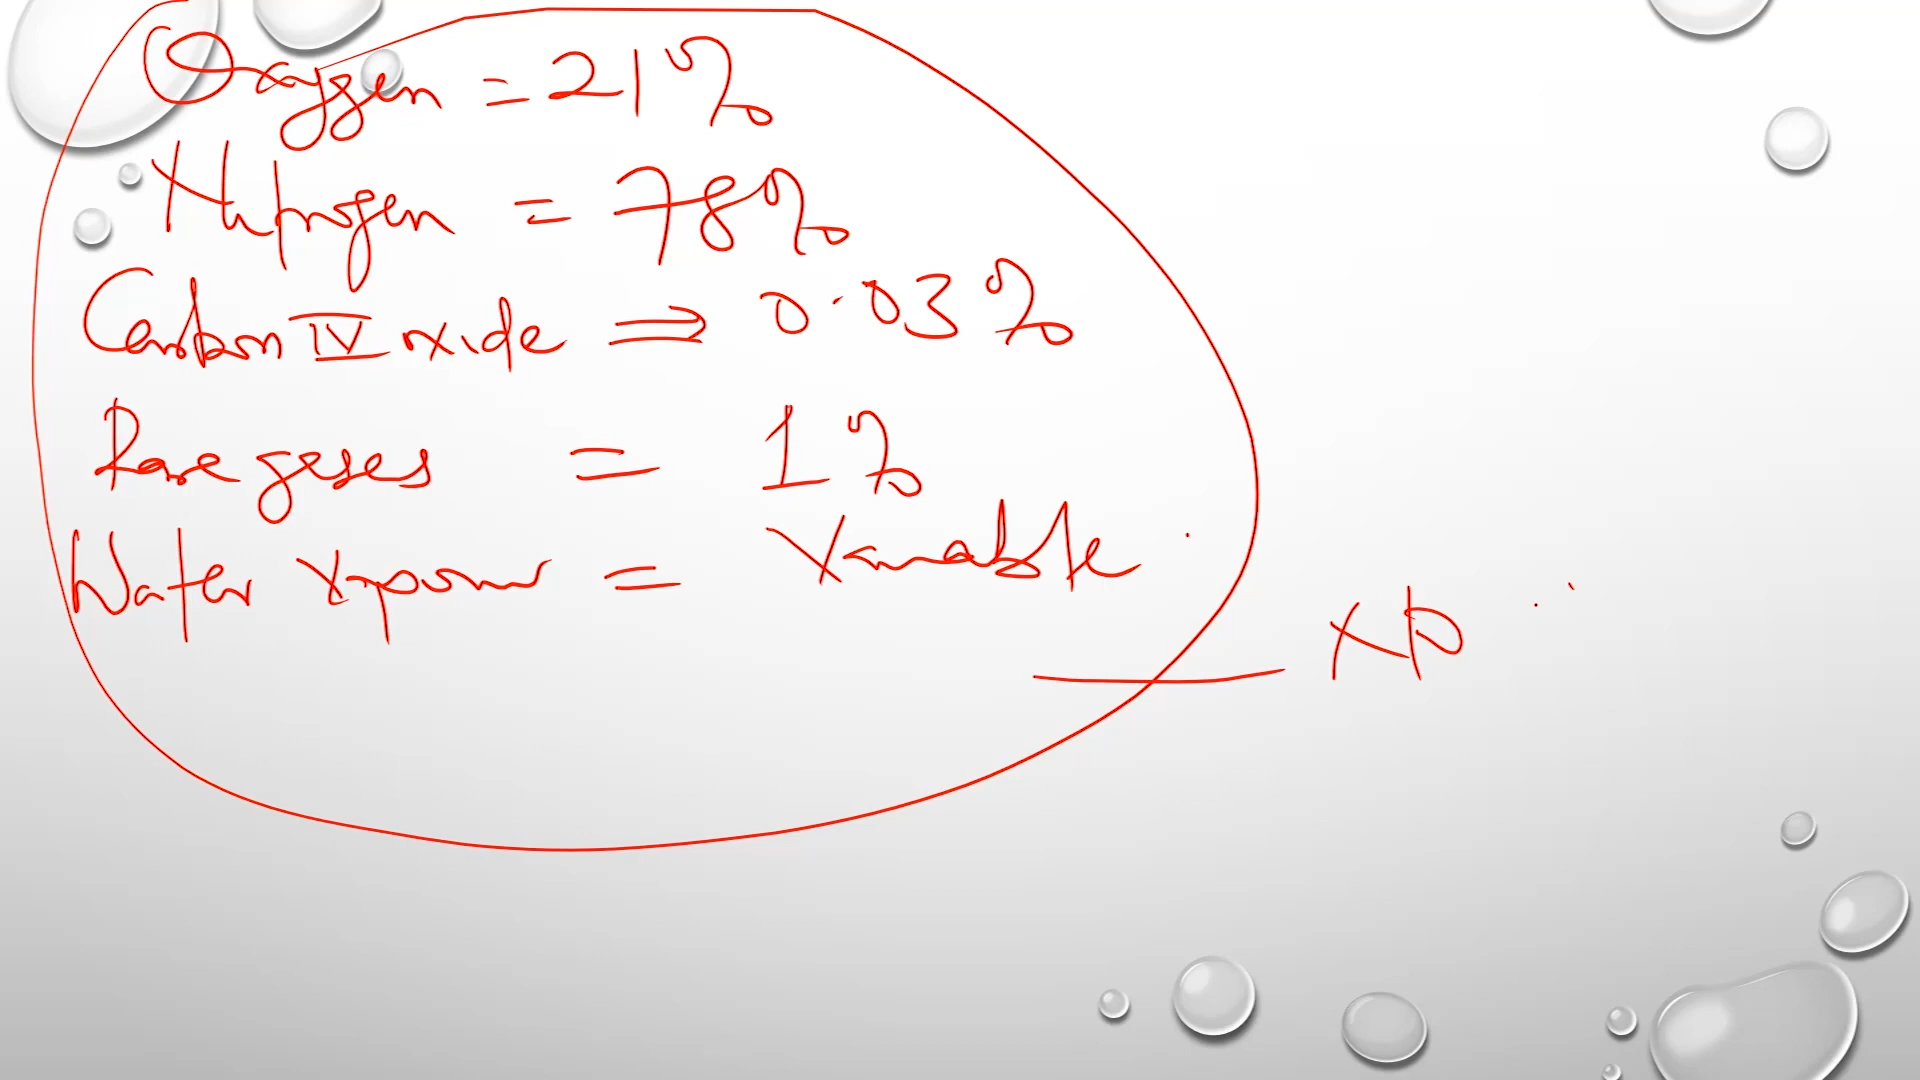 Oxygen = 21%
Nitrogen = 78%
Carbon IV oxide ⇒ 0.03%
Rare gases = 1%
Water vapour = Variable.